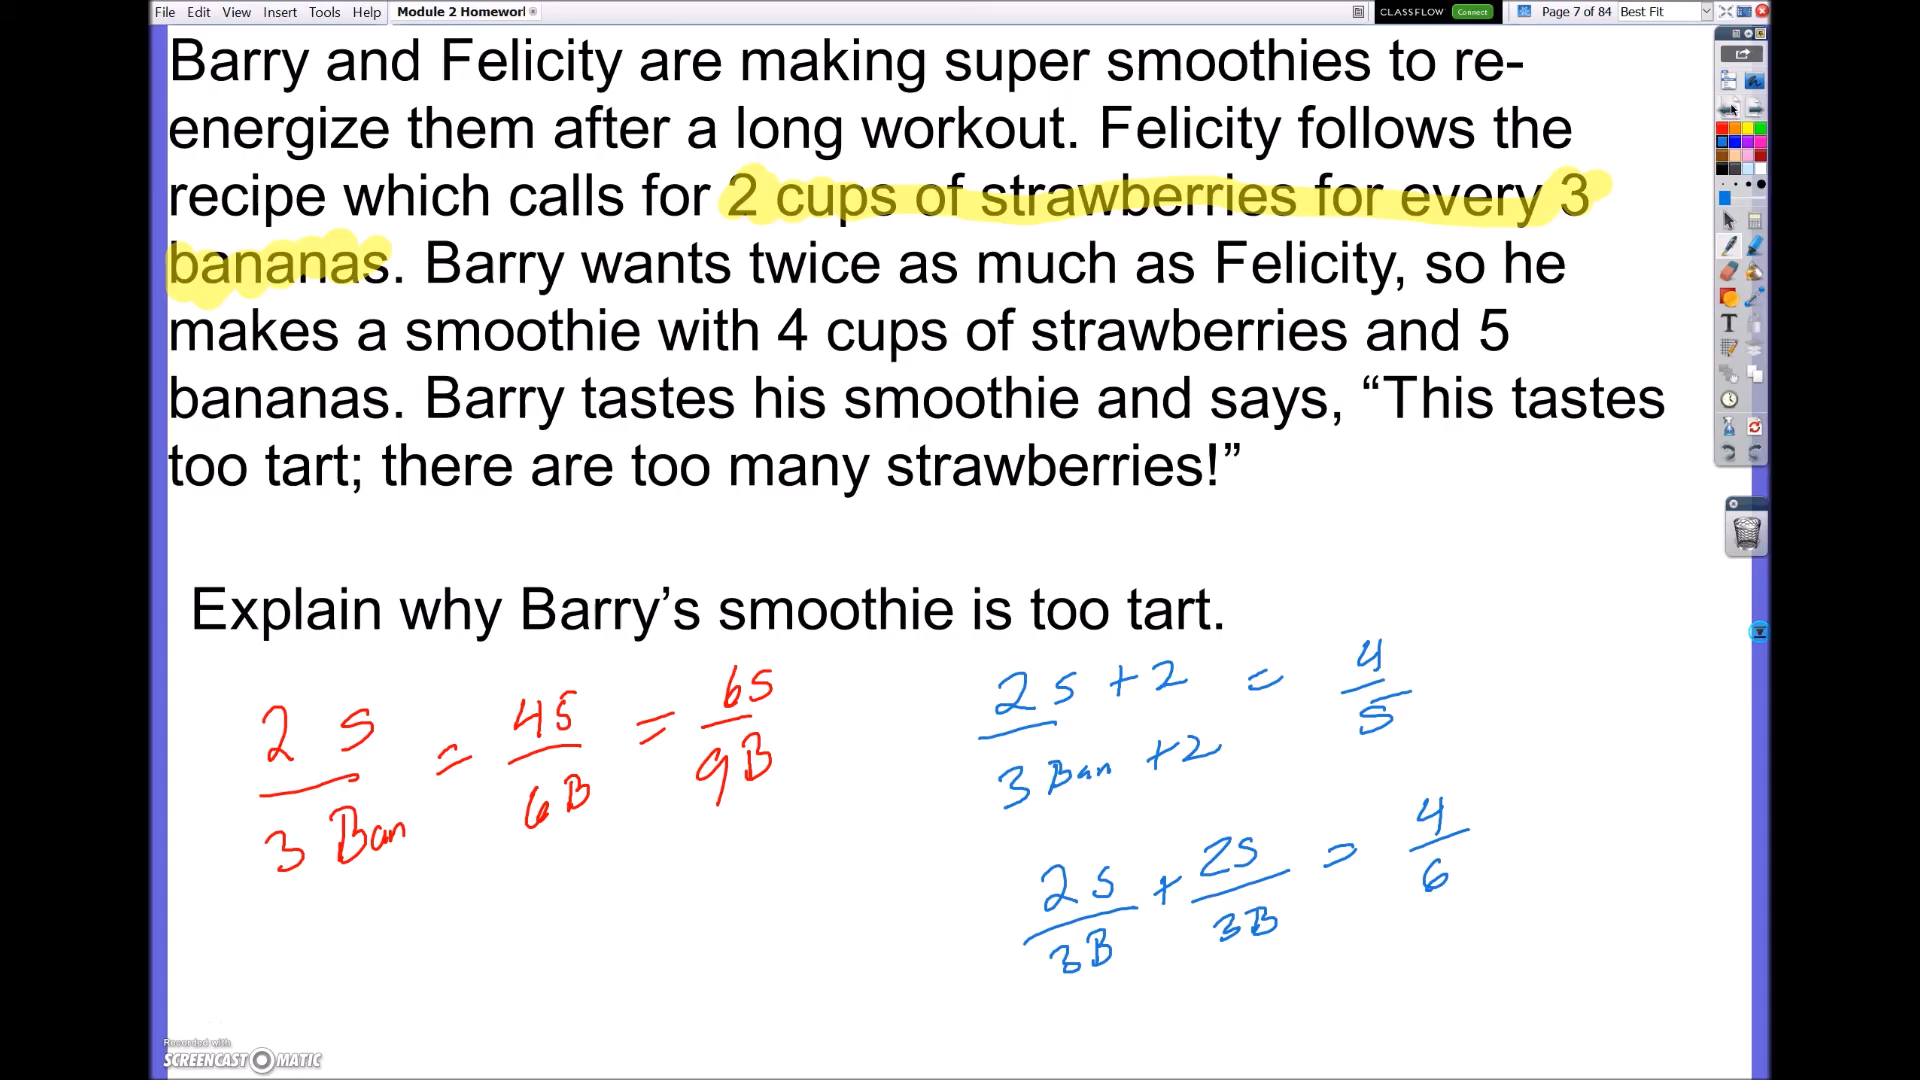 File Edit View Insert Tools Help Module 2 Homework CLASSFLOW Connect Page 7 of 84 Best Fit
Barry and Felicity are making super smoothies to re-
energize them after a long workout. Felicity follows the
recipe which calls for 2 cups of strawberries for every 3
bananas. Barry wants twice as much as Felicity, so he
makes a smoothie with 4 cups of strawberries and 5
bananas. Barry tastes his smoothie and says, “This tastes
too tart; there are too many strawberries!”
Explain why Barry’s smoothie is too tart.
2 S = 4S = 6S
3 Ban 6B 9B
2S + 2 = 4
3 Ban + 2 5
2S + 2S = 4
3B 3B 6
Recorded with
SCREENCAST MATIC